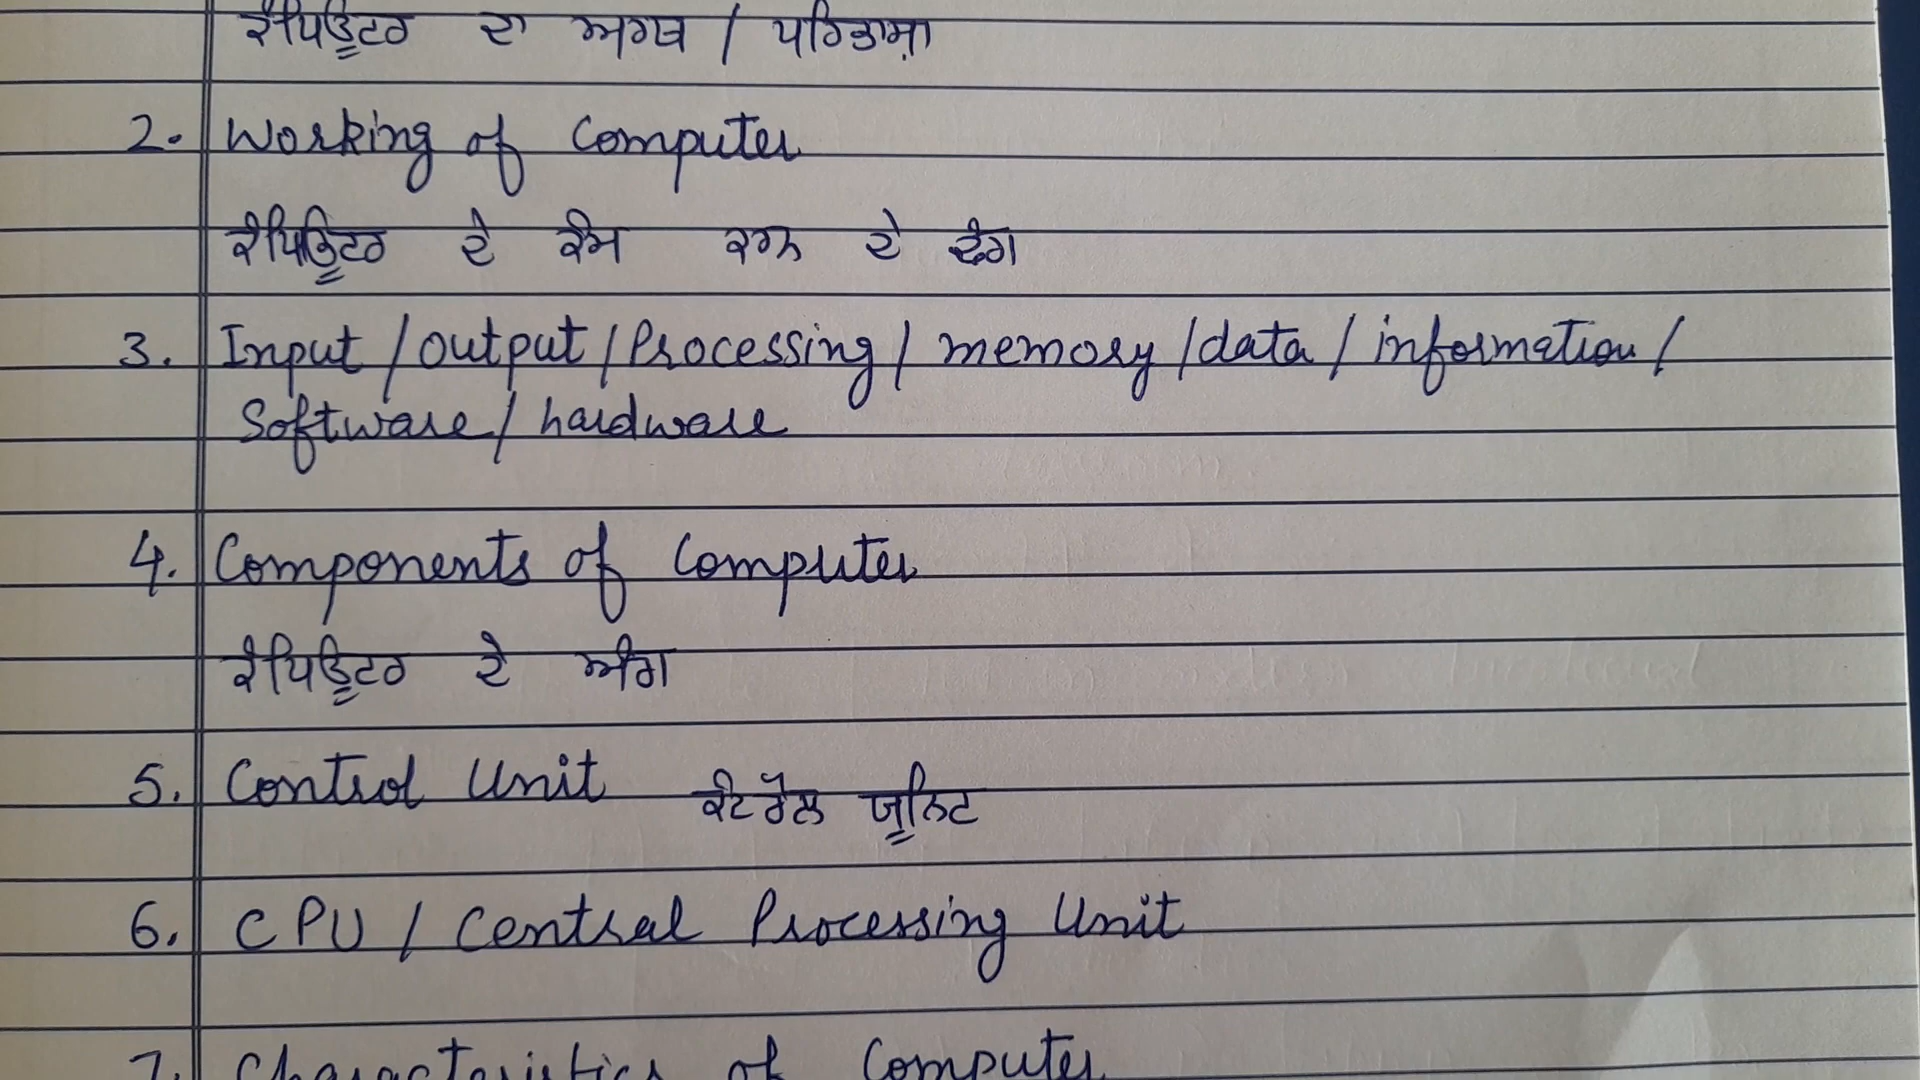 ਕੰਪਿਊਟਰ ਦਾ ਅਰਥ / ਪਰਿਭਾਸ਼ਾ
2. Working of Computer
ਕੰਪਿਊਟਰ ਦੇ ਕੰਮ ਕਰਨ ਦੇ ਢੰਗ
3. Input / output / Processing / memory / data / information /
Software / hardware
4. Components of Computer
ਕੰਪਿਊਟਰ ਦੇ ਅੰਗ
5. Control Unit ਕੰਟਰੋਲ ਯੂਨਿਟ
6. CPU / Central Processing Unit
7. Characteristics of Computer